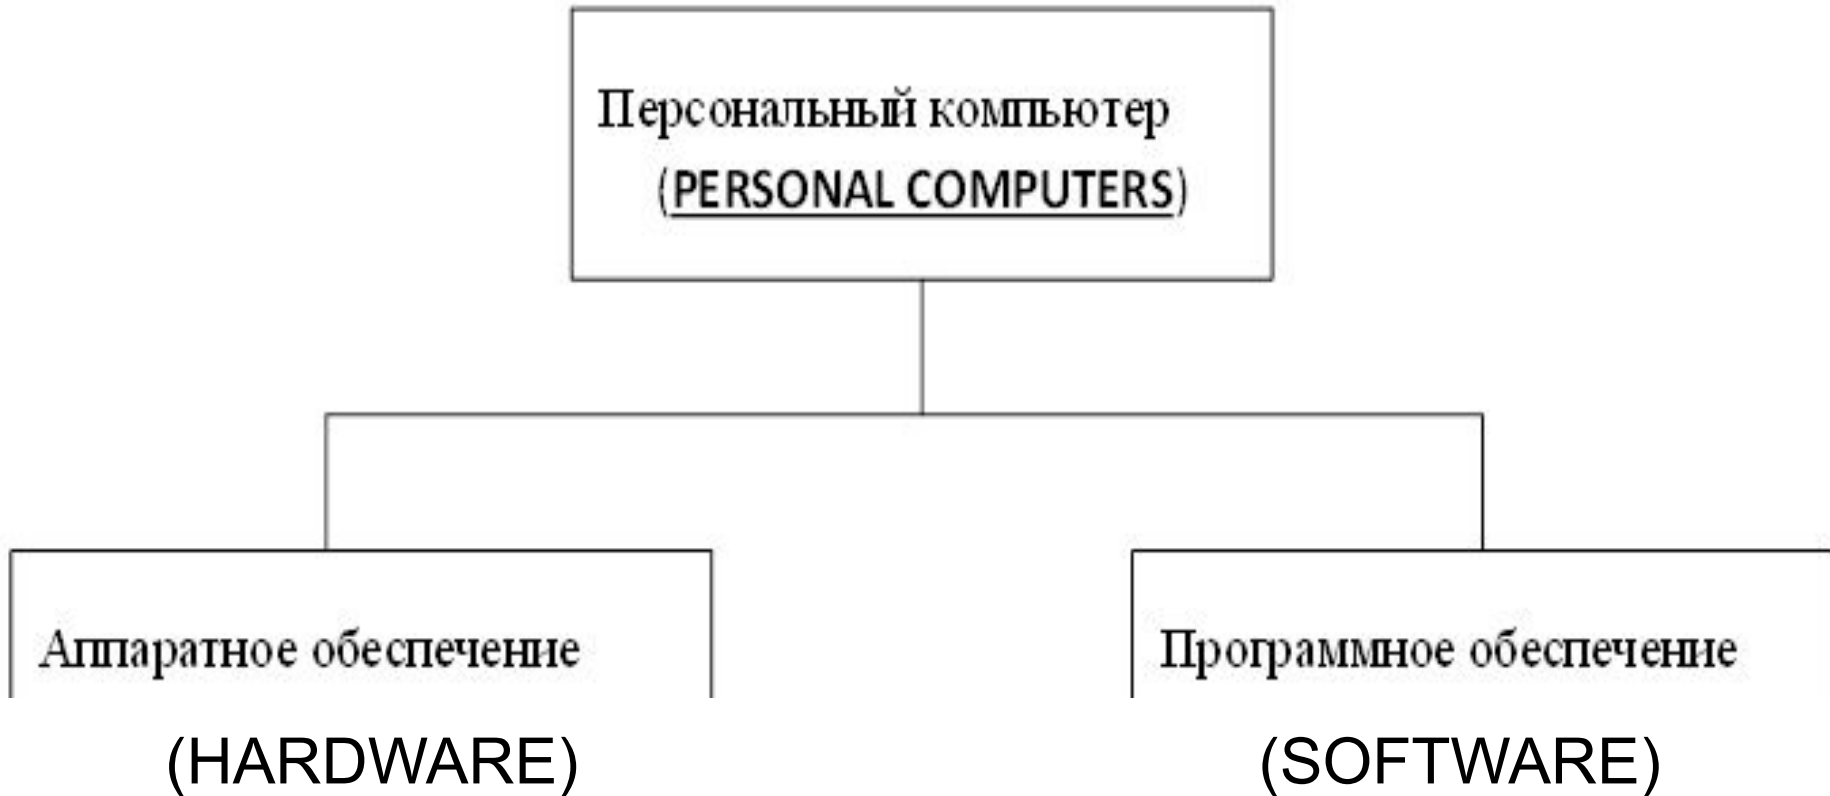 Персональный компьютер
(PERSONAL COMPUTERS)
Аппаратное обеспечение
(HARDWARE)
Программное обеспечение
(SOFTWARE)